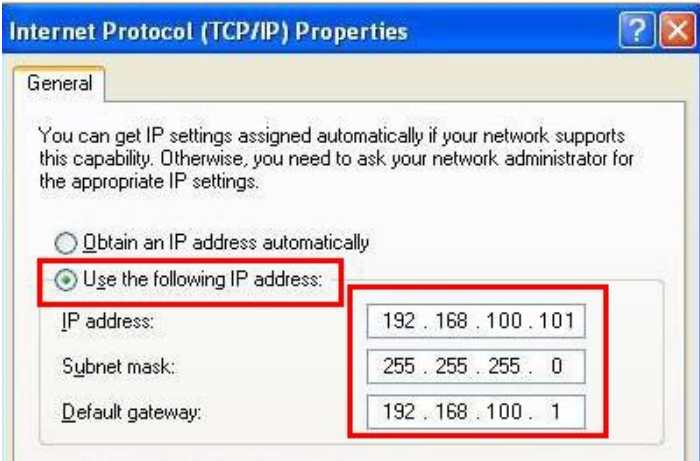 Internet Protocol (TCP/IP) Properties
General
You can get IP settings assigned automatically if your network supports
this capability. Otherwise, you need to ask your network administrator for
the appropriate IP settings.
Obtain an IP address automatically
Use the following IP address:
IP address: 192 . 168 . 100 . 101
Subnet mask: 255 . 255 . 255 . 0
Default gateway: 192 . 168 . 100 . 1